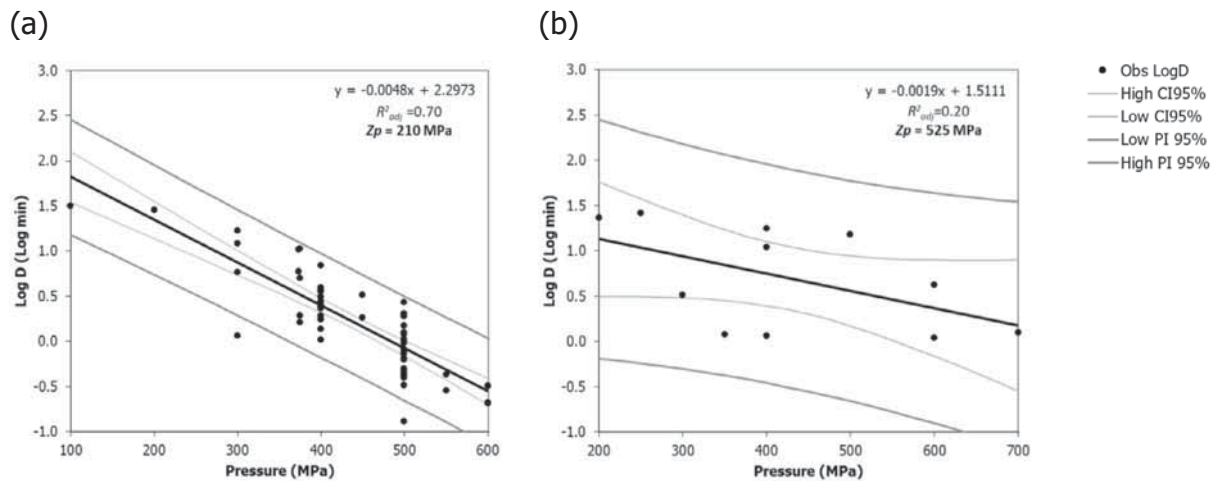 (a)
(b)
y = -0.0048x + 2.2973
R²adj =0.70
Zp = 210 MPa
3.0
2.5
2.0
1.5
1.0
0.5
0.0
-0.5
-1.0
Log D (Log min)
100 200 300 400 500 600
Pressure (MPa)
y = -0.0019x + 1.5111
R²adj=0.20
Zp = 525 MPa
3.0
2.5
2.0
1.5
1.0
0.5
0.0
-0.5
-1.0
Log D (Log min)
200 300 400 500 600 700
Pressure (MPa)
Obs LogD
High CI95%
Low CI95%
Low PI 95%
High PI 95%